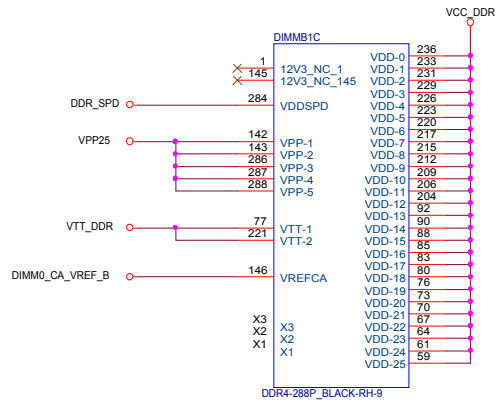 VCC_DDR
DIMMB1C
1 12V3_NC_1
145 12V3_NC_145
DDR_SPD 284 VDDSPD
VPP25 142 VPP-1
143 VPP-2
286 VPP-3
287 VPP-4
288 VPP-5
VTT_DDR 77 VTT-1
221 VTT-2
DIMM0_CA_VREF_B 146 VREFCA
X3 X3
X2 X2
X1 X1
VDD-0 236
VDD-1 233
VDD-2 231
VDD-3 229
VDD-4 226
VDD-5 223
VDD-6 220
VDD-7 217
VDD-8 215
VDD-9 212
VDD-10 209
VDD-11 206
VDD-12 204
VDD-13 92
VDD-14 90
VDD-15 88
VDD-16 85
VDD-17 83
VDD-18 80
VDD-19 76
VDD-20 73
VDD-21 70
VDD-22 67
VDD-23 64
VDD-24 61
VDD-25 59
DDR4-288P_BLACK-RH-9